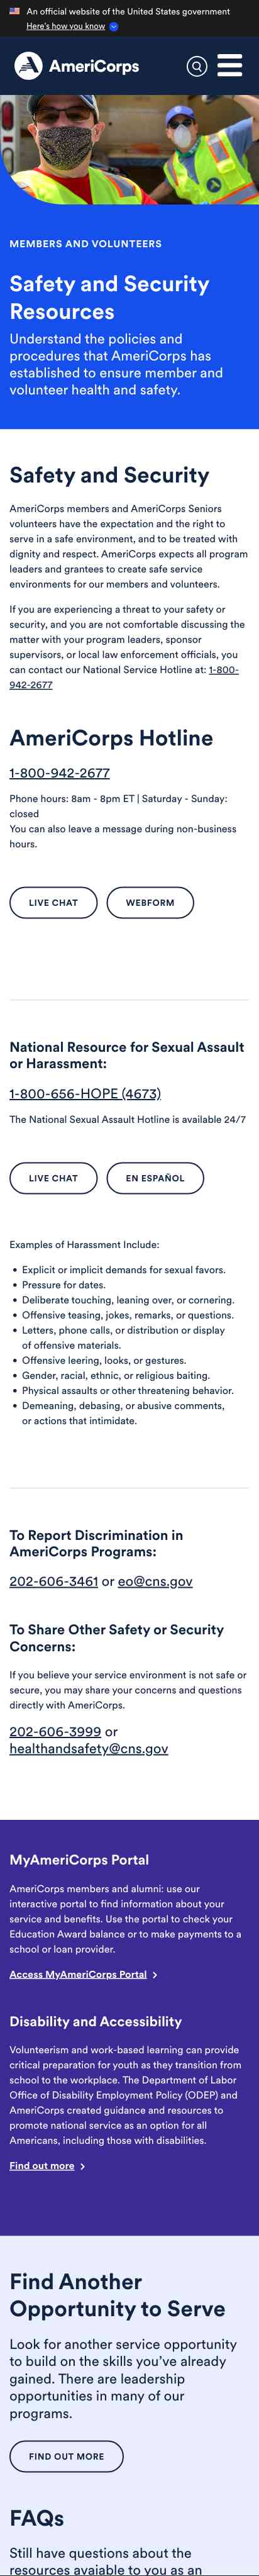 An official website of the United States government
Here's how you know
AmeriCorps
MEMBERS AND VOLUNTEERS
Safety and Security
Resources
Understand the policies and
procedures that AmeriCorps has
established to ensure member and
volunteer health and safety.
Safety and Security
AmeriCorps members and AmeriCorps Seniors
volunteers have the expectation and the right to
serve in a safe environment, and to be treated with
dignity and respect. AmeriCorps expects all program
leaders and grantees to create safe service
environments for our members and volunteers.
If you are experiencing a threat to your safety or
security, and you are not comfortable discussing the
matter with your program leaders, sponsor
supervisors, or local law enforcement officials, you
can contact our National Service Hotline at: 1-800-
942-2677
AmeriCorps Hotline
1-800-942-2677
Phone hours: 8am - 8pm ET | Saturday - Sunday:
closed
You can also leave a message during non-business
hours.
LIVE CHAT WEBFORM
National Resource for Sexual Assault
or Harassment:
1-800-656-HOPE (4673)
The National Sexual Assault Hotline is available 24/7
LIVE CHAT EN ESPAÑOL
Examples of Harassment Include:
• Explicit or implicit demands for sexual favors.
• Pressure for dates.
• Deliberate touching, leaning over, or cornering.
• Offensive teasing, jokes, remarks, or questions.
• Letters, phone calls, or distribution or display
of offensive materials.
• Offensive leering, looks, or gestures.
• Gender, racial, ethnic, or religious baiting.
• Physical assaults or other threatening behavior.
• Demeaning, debasing, or abusive comments,
or actions that intimidate.
To Report Discrimination in
AmeriCorps Programs:
202-606-3461 or eo@cns.gov
To Share Other Safety or Security
Concerns:
If you believe your service environment is not safe or
secure, you may share your concerns and questions
directly with AmeriCorps.
202-606-3999 or
healthandsafety@cns.gov
MyAmeriCorps Portal
AmeriCorps members and alumni: use our
interactive portal to find information about your
service and benefits. Use the portal to check your
Education Award balance or to make payments to a
school or loan provider.
Access MyAmeriCorps Portal
Disability and Accessibility
Volunteerism and work-based learning can provide
critical preparation for youth as they transition from
school to the workplace. The Department of Labor
Office of Disability Employment Policy (ODEP) and
AmeriCorps created guidance and resources to
promote national service as an option for all
Americans, including those with disabilities.
Find out more
Find Another
Opportunity to Serve
Look for another service opportunity
to build on the skills you've already
gained. There are leadership
opportunities in many of our
programs.
FIND OUT MORE
FAQs
Still have questions about the
resources available to you as an